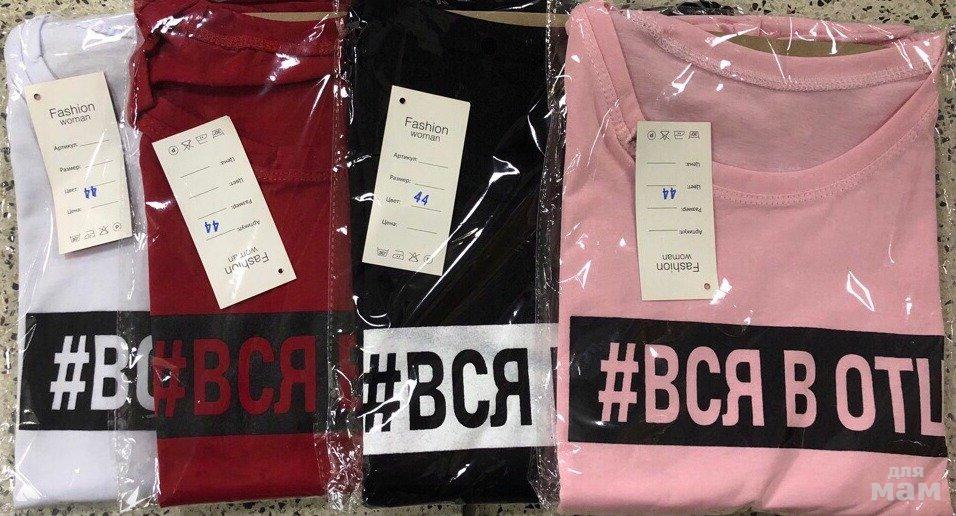 Fashion
woman
Артикул:
Размер:
Цвет: 44
Цена:
#ВС
Цена:
Цвет:
Размер: 44
Артикул:
Fashion
woman
#ВСЯ
Fashion
woman
Артикул:
Размер:
Цвет: 44
Цена:
#ВСЯ
Цена:
Цвет: 44
Размер:
Артикул:
Fashion
woman
#ВСЯ В ОТЦ
для
мам